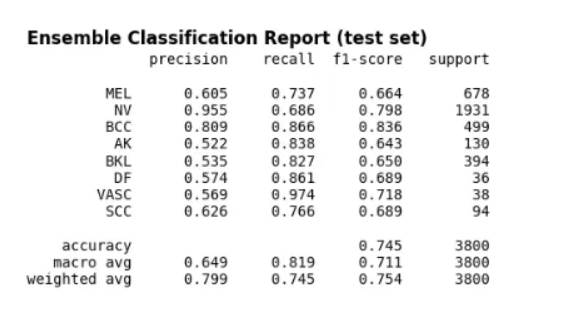 Ensemble Classification Report (test set)
precision recall f1-score support
MEL 0.605 0.737 0.664 678
NV 0.955 0.686 0.798 1931
BCC 0.809 0.866 0.836 499
AK 0.522 0.838 0.643 130
BKL 0.535 0.827 0.650 394
DF 0.574 0.861 0.689 36
VASC 0.569 0.974 0.718 38
SCC 0.626 0.766 0.689 94
accuracy 0.745 3800
macro avg 0.649 0.819 0.711 3800
weighted avg 0.799 0.745 0.754 3800